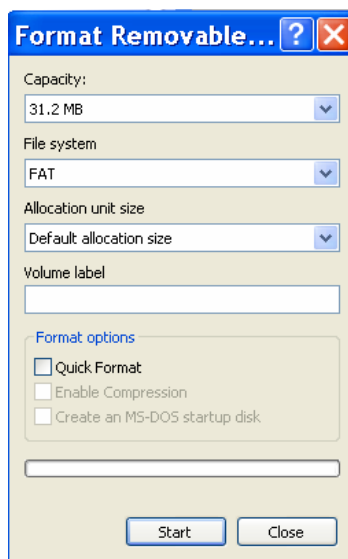 Format Removable...
Capacity:
31.2 MB
File system
FAT
Allocation unit size
Default allocation size
Volume label
Format options
Quick Format
Enable Compression
Create an MS-DOS startup disk
Start Close